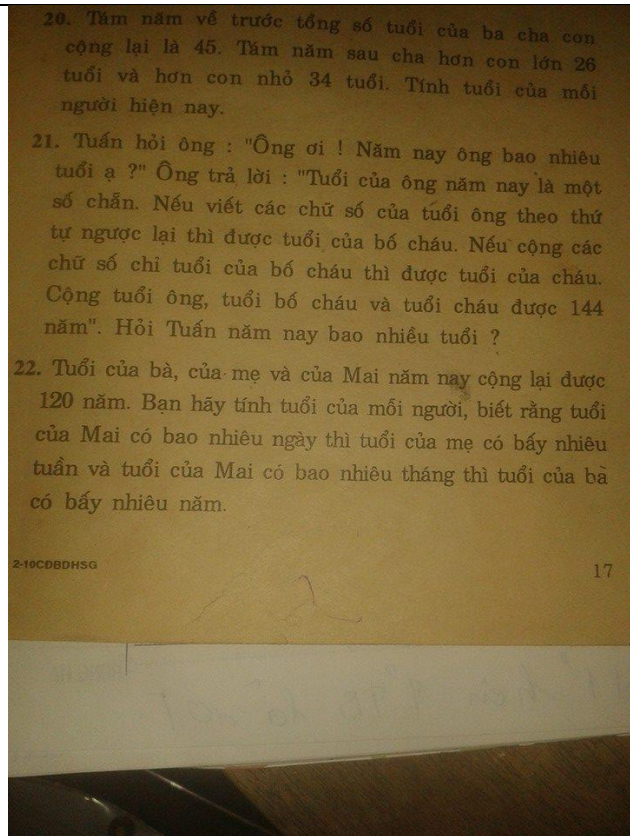 20. Tám năm về trước tổng số tuổi của ba cha con
cộng lại là 45. Tám năm sau cha hơn con lớn 26
tuổi và hơn con nhỏ 34 tuổi. Tính tuổi của mỗi
người hiện nay.
21. Tuấn hỏi ông : "Ông ơi ! Năm nay ông bao nhiêu
tuổi ạ ?" Ông trả lời : "Tuổi của ông năm nay là một
số chẵn. Nếu viết các chữ số của tuổi ông theo thứ
tự ngược lại thì được tuổi của bố cháu. Nếu cộng các
chữ số chỉ tuổi của bố cháu thì được tuổi của cháu.
Cộng tuổi ông, tuổi bố cháu và tuổi cháu được 144
năm". Hỏi Tuấn năm nay bao nhiều tuổi ?
22. Tuổi của bà, của mẹ và của Mai năm nay cộng lại được
120 năm. Bạn hãy tính tuổi của mỗi người, biết rằng tuổi
của Mai có bao nhiêu ngày thì tuổi của mẹ có bấy nhiêu
tuần và tuổi của Mai có bao nhiêu tháng thì tuổi của bà
có bấy nhiêu năm.
2-10CĐBDHSG
17